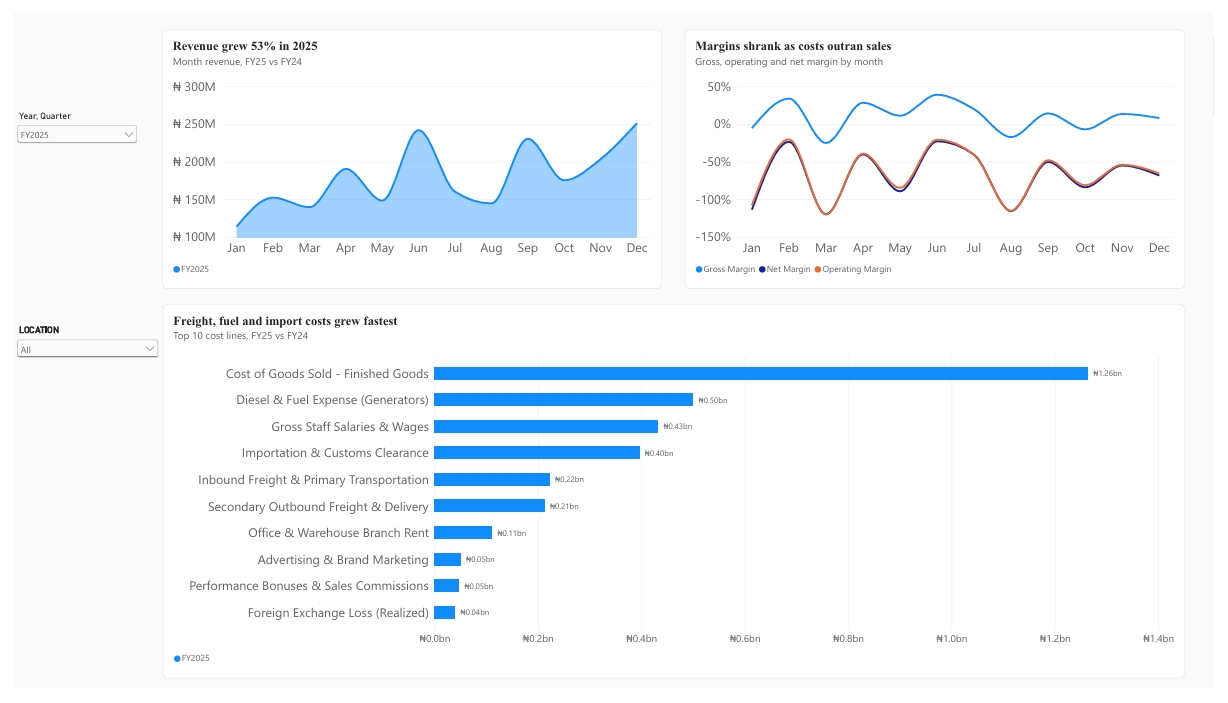 Revenue grew 53% in 2025
Month revenue, FY25 vs FY24
₦ 300M
₦ 250M
₦ 200M
₦ 150M
₦ 100M
Jan Feb Mar Apr May Jun Jul Aug Sep Oct Nov Dec
FY2025
Margins shrank as costs outran sales
Gross, operating and net margin by month
50%
0%
-50%
-100%
-150%
Jan Feb Mar Apr May Jun Jul Aug Sep Oct Nov Dec
Gross Margin Net Margin Operating Margin
Year, Quarter
FY2025
LOCATION
All
Freight, fuel and import costs grew fastest
Top 10 cost lines, FY25 vs FY24
Cost of Goods Sold - Finished Goods ₦1.26bn
Diesel & Fuel Expense (Generators) ₦0.50bn
Gross Staff Salaries & Wages ₦0.43bn
Importation & Customs Clearance ₦0.40bn
Inbound Freight & Primary Transportation ₦0.22bn
Secondary Outbound Freight & Delivery ₦0.21bn
Office & Warehouse Branch Rent ₦0.11bn
Advertising & Brand Marketing ₦0.05bn
Performance Bonuses & Sales Commissions ₦0.05bn
Foreign Exchange Loss (Realized) ₦0.04bn
₦0.0bn ₦0.2bn ₦0.4bn ₦0.6bn ₦0.8bn ₦1.0bn ₦1.2bn ₦1.4bn
FY2025